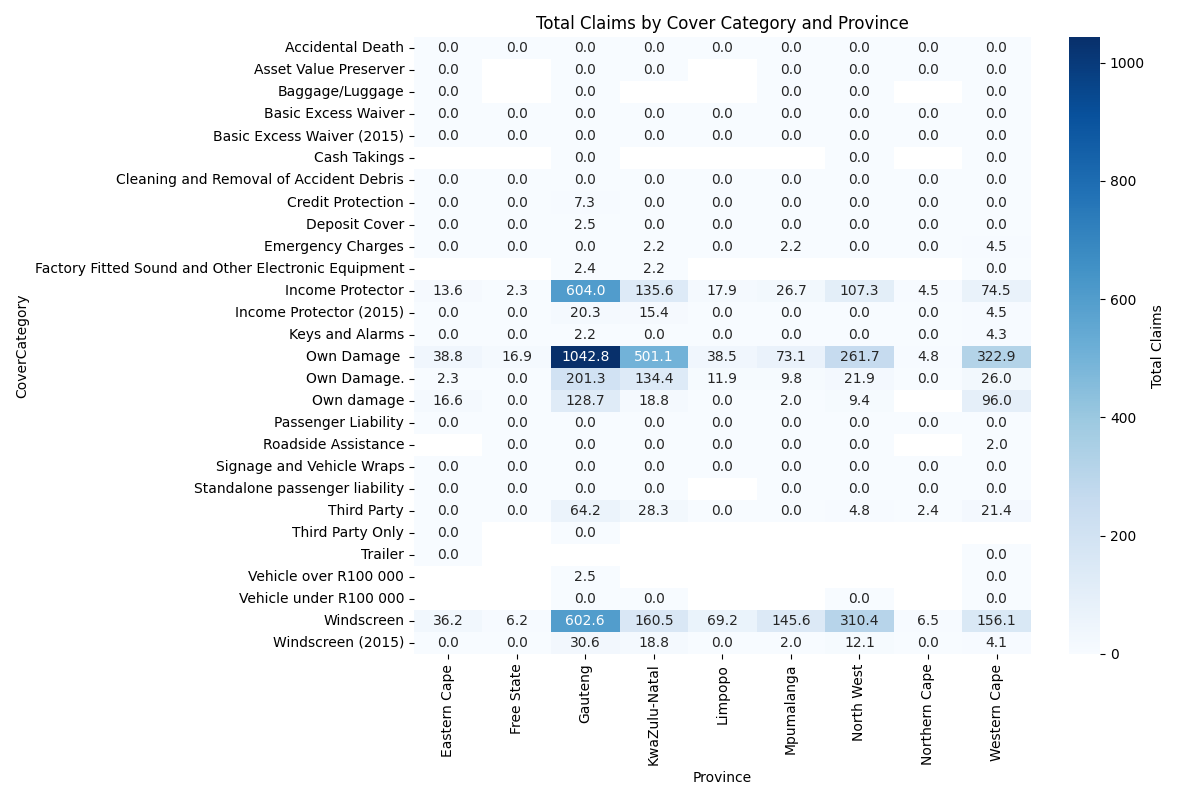 Total Claims by Cover Category and Province
Accidental Death 0.0 0.0 0.0 0.0 0.0 0.0 0.0 0.0 0.0
Asset Value Preserver 0.0 0.0 0.0 0.0 0.0 0.0 0.0
Baggage/Luggage 0.0 0.0 0.0 0.0 0.0
Basic Excess Waiver 0.0 0.0 0.0 0.0 0.0 0.0 0.0 0.0 0.0
Basic Excess Waiver (2015) 0.0 0.0 0.0 0.0 0.0 0.0 0.0 0.0 0.0
Cash Takings 0.0 0.0 0.0
Cleaning and Removal of Accident Debris 0.0 0.0 0.0 0.0 0.0 0.0 0.0 0.0 0.0
Credit Protection 0.0 0.0 7.3 0.0 0.0 0.0 0.0 0.0 0.0
Deposit Cover 0.0 0.0 2.5 0.0 0.0 0.0 0.0 0.0 0.0
Emergency Charges 0.0 0.0 0.0 2.2 0.0 2.2 0.0 0.0 4.5
Factory Fitted Sound and Other Electronic Equipment 2.4 2.2 0.0
Income Protector 13.6 2.3 604.0 135.6 17.9 26.7 107.3 4.5 74.5
Income Protector (2015) 0.0 0.0 20.3 15.4 0.0 0.0 0.0 0.0 4.5
Keys and Alarms 0.0 0.0 2.2 0.0 0.0 0.0 0.0 0.0 4.3
Own Damage 38.8 16.9 1042.8 501.1 38.5 73.1 261.7 4.8 322.9
Own Damage. 2.3 0.0 201.3 134.4 11.9 9.8 21.9 0.0 26.0
Own damage 16.6 0.0 128.7 18.8 0.0 2.0 9.4 96.0
Passenger Liability 0.0 0.0 0.0 0.0 0.0 0.0 0.0 0.0 0.0
Roadside Assistance 0.0 0.0 0.0 0.0 0.0 0.0 2.0
Signage and Vehicle Wraps 0.0 0.0 0.0 0.0 0.0 0.0 0.0 0.0 0.0
Standalone passenger liability 0.0 0.0 0.0 0.0 0.0 0.0 0.0 0.0
Third Party 0.0 0.0 64.2 28.3 0.0 0.0 4.8 2.4 21.4
Third Party Only 0.0 0.0
Trailer 0.0 0.0
Vehicle over R100 000 2.5 0.0
Vehicle under R100 000 0.0 0.0 0.0 0.0
Windscreen 36.2 6.2 602.6 160.5 69.2 145.6 310.4 6.5 156.1
Windscreen (2015) 0.0 0.0 30.6 18.8 0.0 2.0 12.1 0.0 4.1
CoverCategory
Eastern Cape
Free State
Gauteng
KwaZulu-Natal
Limpopo
Mpumalanga
North West
Northern Cape
Western Cape
Province
1000
800
600
400
200
0
Total Claims